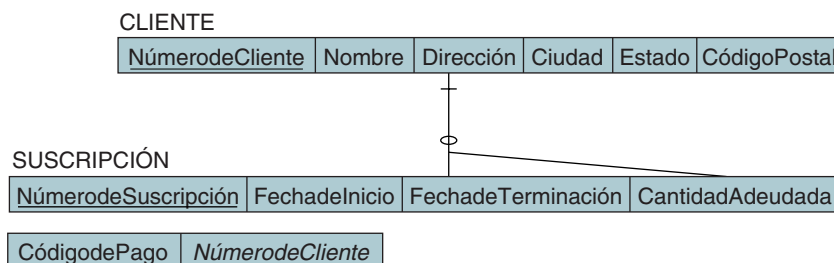 CLIENTE
NúmerodeCliente Nombre Dirección Ciudad Estado CódigoPostal
SUSCRIPCIÓN
NúmerodeSuscripción FechadeInicio FechadeTerminación CantidadAdeudada
CódigodePago NúmerodeCliente